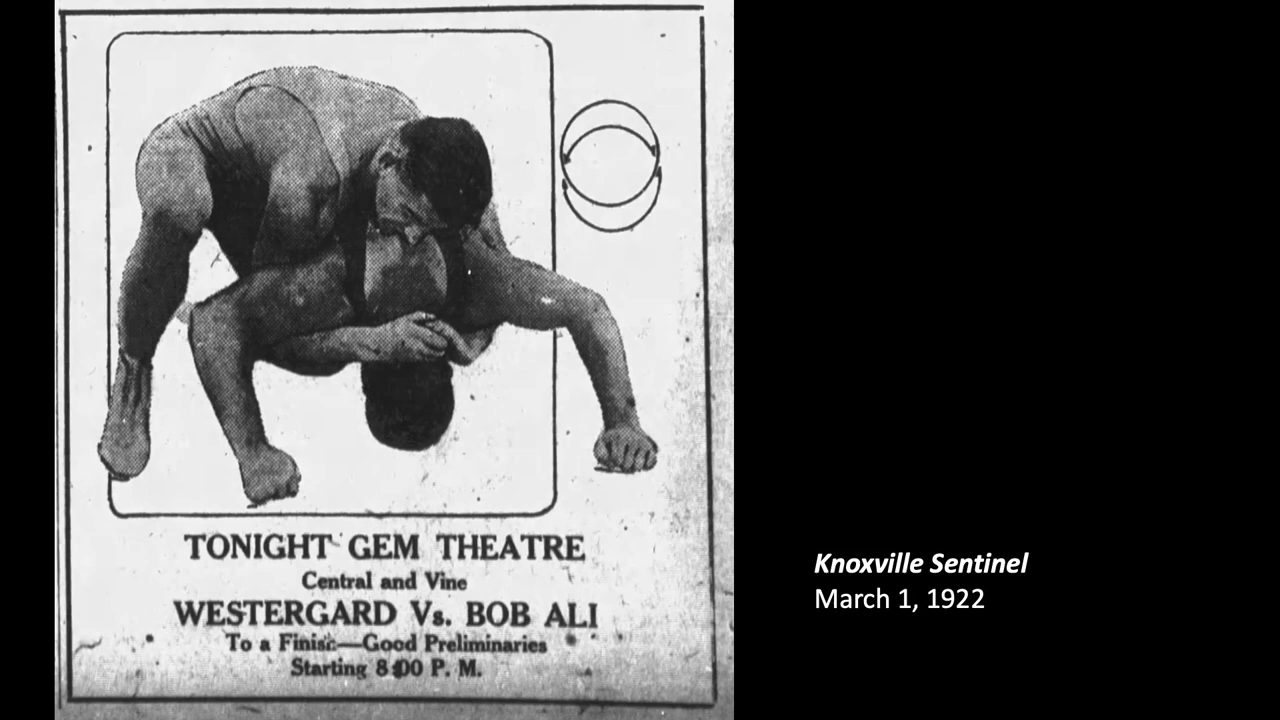 TONIGHT GEM THEATRE
Central and Vine
WESTERGARD Vs. BOB ALI
To a Finish—Good Preliminaries
Starting 8:00 P. M.
Knoxville Sentinel
March 1, 1922